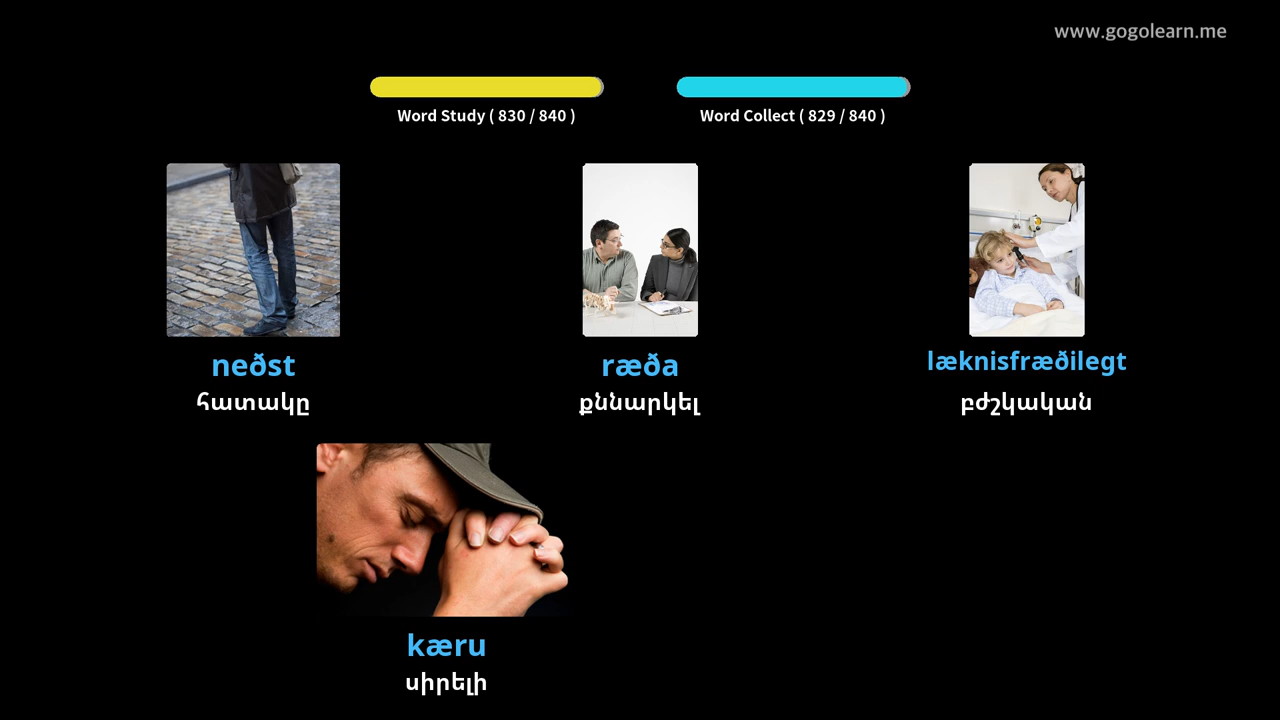 www.gogolearn.me
Word Study ( 830 / 840 )
Word Collect ( 829 / 840 )
neðst
ræða
læknisfræðilegt
հատակը
քննարկել
բժշկական
kæru
սիրելի